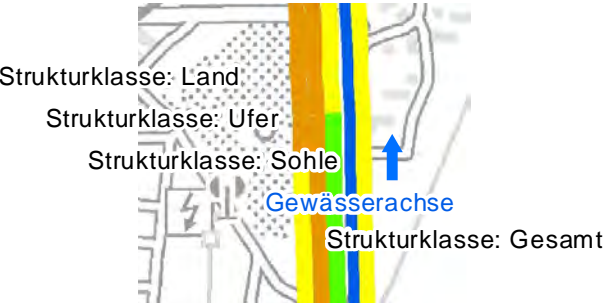 Strukturklasse: Land
Strukturklasse: Ufer
Strukturklasse: Sohle
Gewässerachse
Strukturklasse: Gesamt